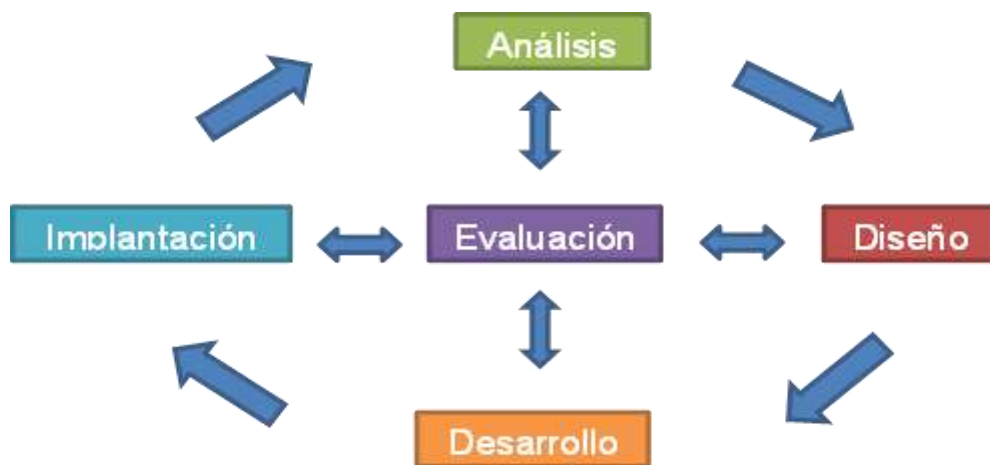 Análisis
Implantación
Evaluación
Diseño
Desarrollo